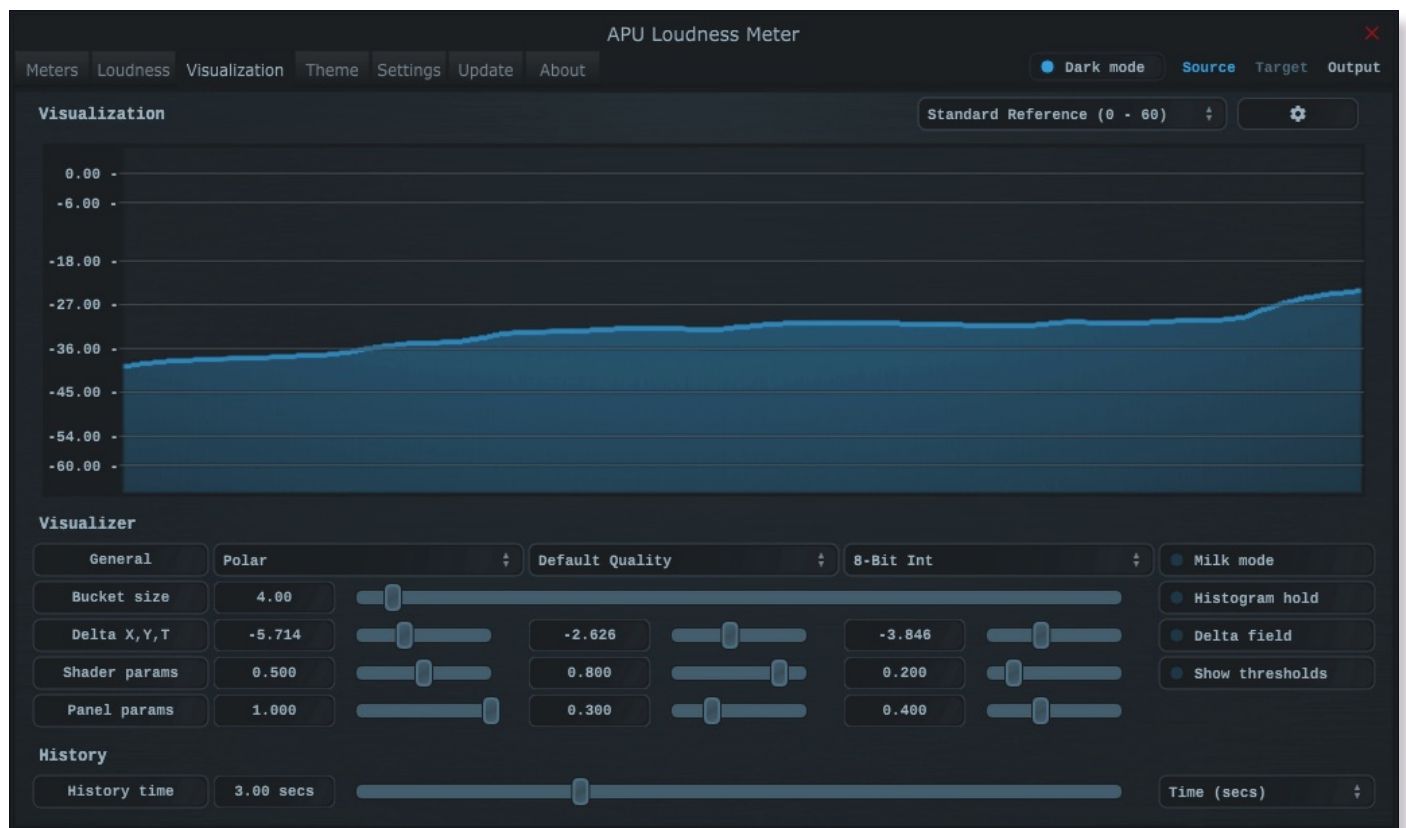 APU Loudness Meter
Meters Loudness Visualization Theme Settings Update About Dark mode Source Target Output
Visualization Standard Reference (0 - 60)
0.00 -
-6.00 -
-18.00 -
-27.00 -
-36.00 -
-45.00 -
-54.00 -
-60.00 -
Visualizer
General Polar Default Quality 8-Bit Int Milk mode
Bucket size 4.00 Histogram hold
Delta X,Y,T -5.714 -2.626 -3.846 Delta field
Shader params 0.500 0.800 0.200 Show thresholds
Panel params 1.000 0.300 0.400
History
History time 3.00 secs Time (secs)